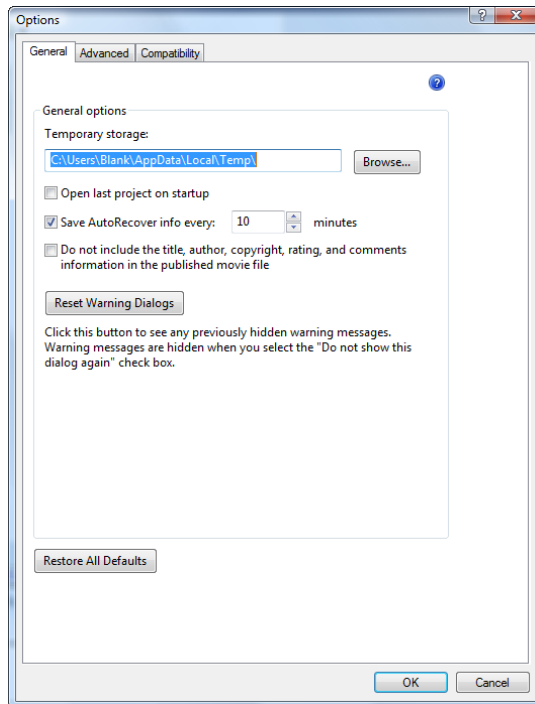 Options
General Advanced Compatibility
General options
Temporary storage:
C:\Users\Blank\AppData\Local\Temp\
Browse...
Open last project on startup
Save AutoRecover info every: 10 minutes
Do not include the title, author, copyright, rating, and comments
information in the published movie file
Reset Warning Dialogs
Click this button to see any previously hidden warning messages.
Warning messages are hidden when you select the "Do not show this
dialog again" check box.
Restore All Defaults
OK Cancel